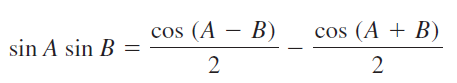 sin A sin B = cos (A − B)/2 − cos (A + B)/2